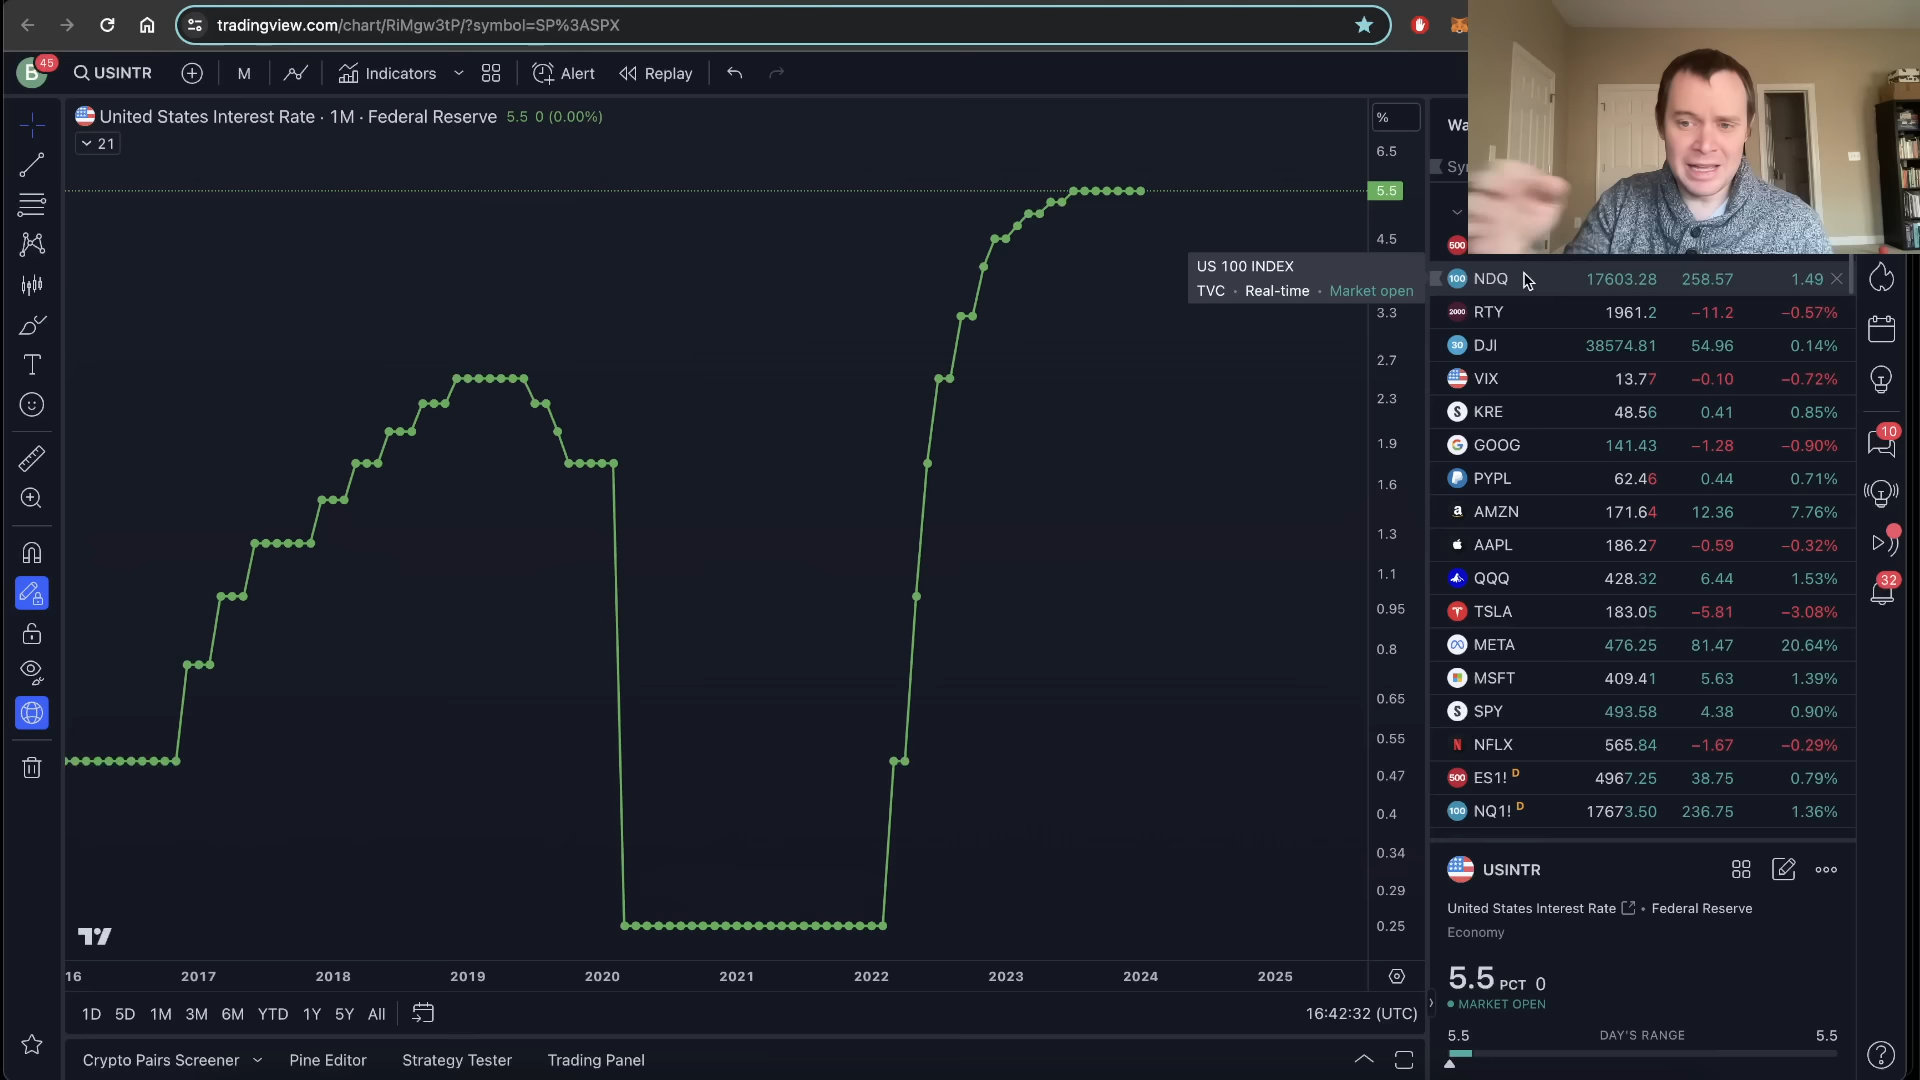 tradingview.com/chart/RiMgw3tP/?symbol=SP%3ASPX
B 45 USINTR M Indicators Alert Replay
United States Interest Rate · 1M · Federal Reserve 5.5 0 (0.00%)
21
%
6.5
5.5
4.5
3.3
2.7
2.3
1.9
1.6
1.3
1.1
0.95
0.8
0.65
0.55
0.47
0.4
0.34
0.29
0.25
US 100 INDEX
TVC · Real-time · Market open
16 2017 2018 2019 2020 2021 2022 2023 2024 2025
1D 5D 1M 3M 6M YTD 1Y 5Y All 16:42:32 (UTC)
Crypto Pairs Screener Pine Editor Strategy Tester Trading Panel
Wa
Sy
500
100 NDQ 17603.28 258.57 1.49
2000 RTY 1961.2 −11.2 −0.57%
30 DJI 38574.81 54.96 0.14%
VIX 13.77 −0.10 −0.72%
S KRE 48.56 0.41 0.85%
G GOOG 141.43 −1.28 −0.90%
PYPL 62.46 0.44 0.71%
a AMZN 171.64 12.36 7.76%
AAPL 186.27 −0.59 −0.32%
QQQ 428.32 6.44 1.53%
TSLA 183.05 −5.81 −3.08%
META 476.25 81.47 20.64%
MSFT 409.41 5.63 1.39%
S SPY 493.58 4.38 0.90%
N NFLX 565.84 −1.67 −0.29%
500 ES1! D 4967.25 38.75 0.79%
100 NQ1! D 17673.50 236.75 1.36%
10
32
USINTR
United States Interest Rate · Federal Reserve
Economy
5.5 PCT 0
MARKET OPEN
5.5 DAY'S RANGE 5.5